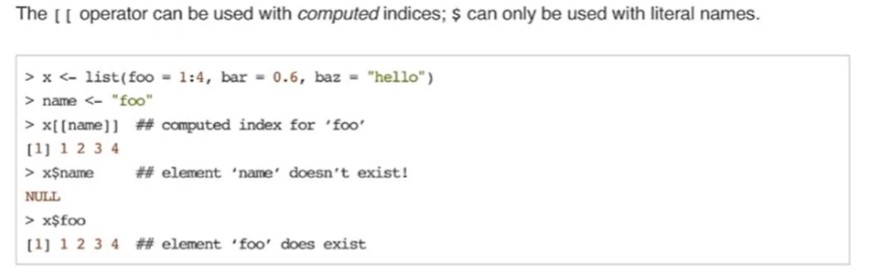 The [[ operator can be used with computed indices; $ can only be used with literal names.
> x <- list(foo = 1:4, bar = 0.6, baz = "hello")
> name <- "foo"
> x[[name]]  ## computed index for ‘foo’
[1] 1 2 3 4
> x$name     ## element ‘name’ doesn’t exist!
NULL
> x$foo
[1] 1 2 3 4  ## element ‘foo’ does exist